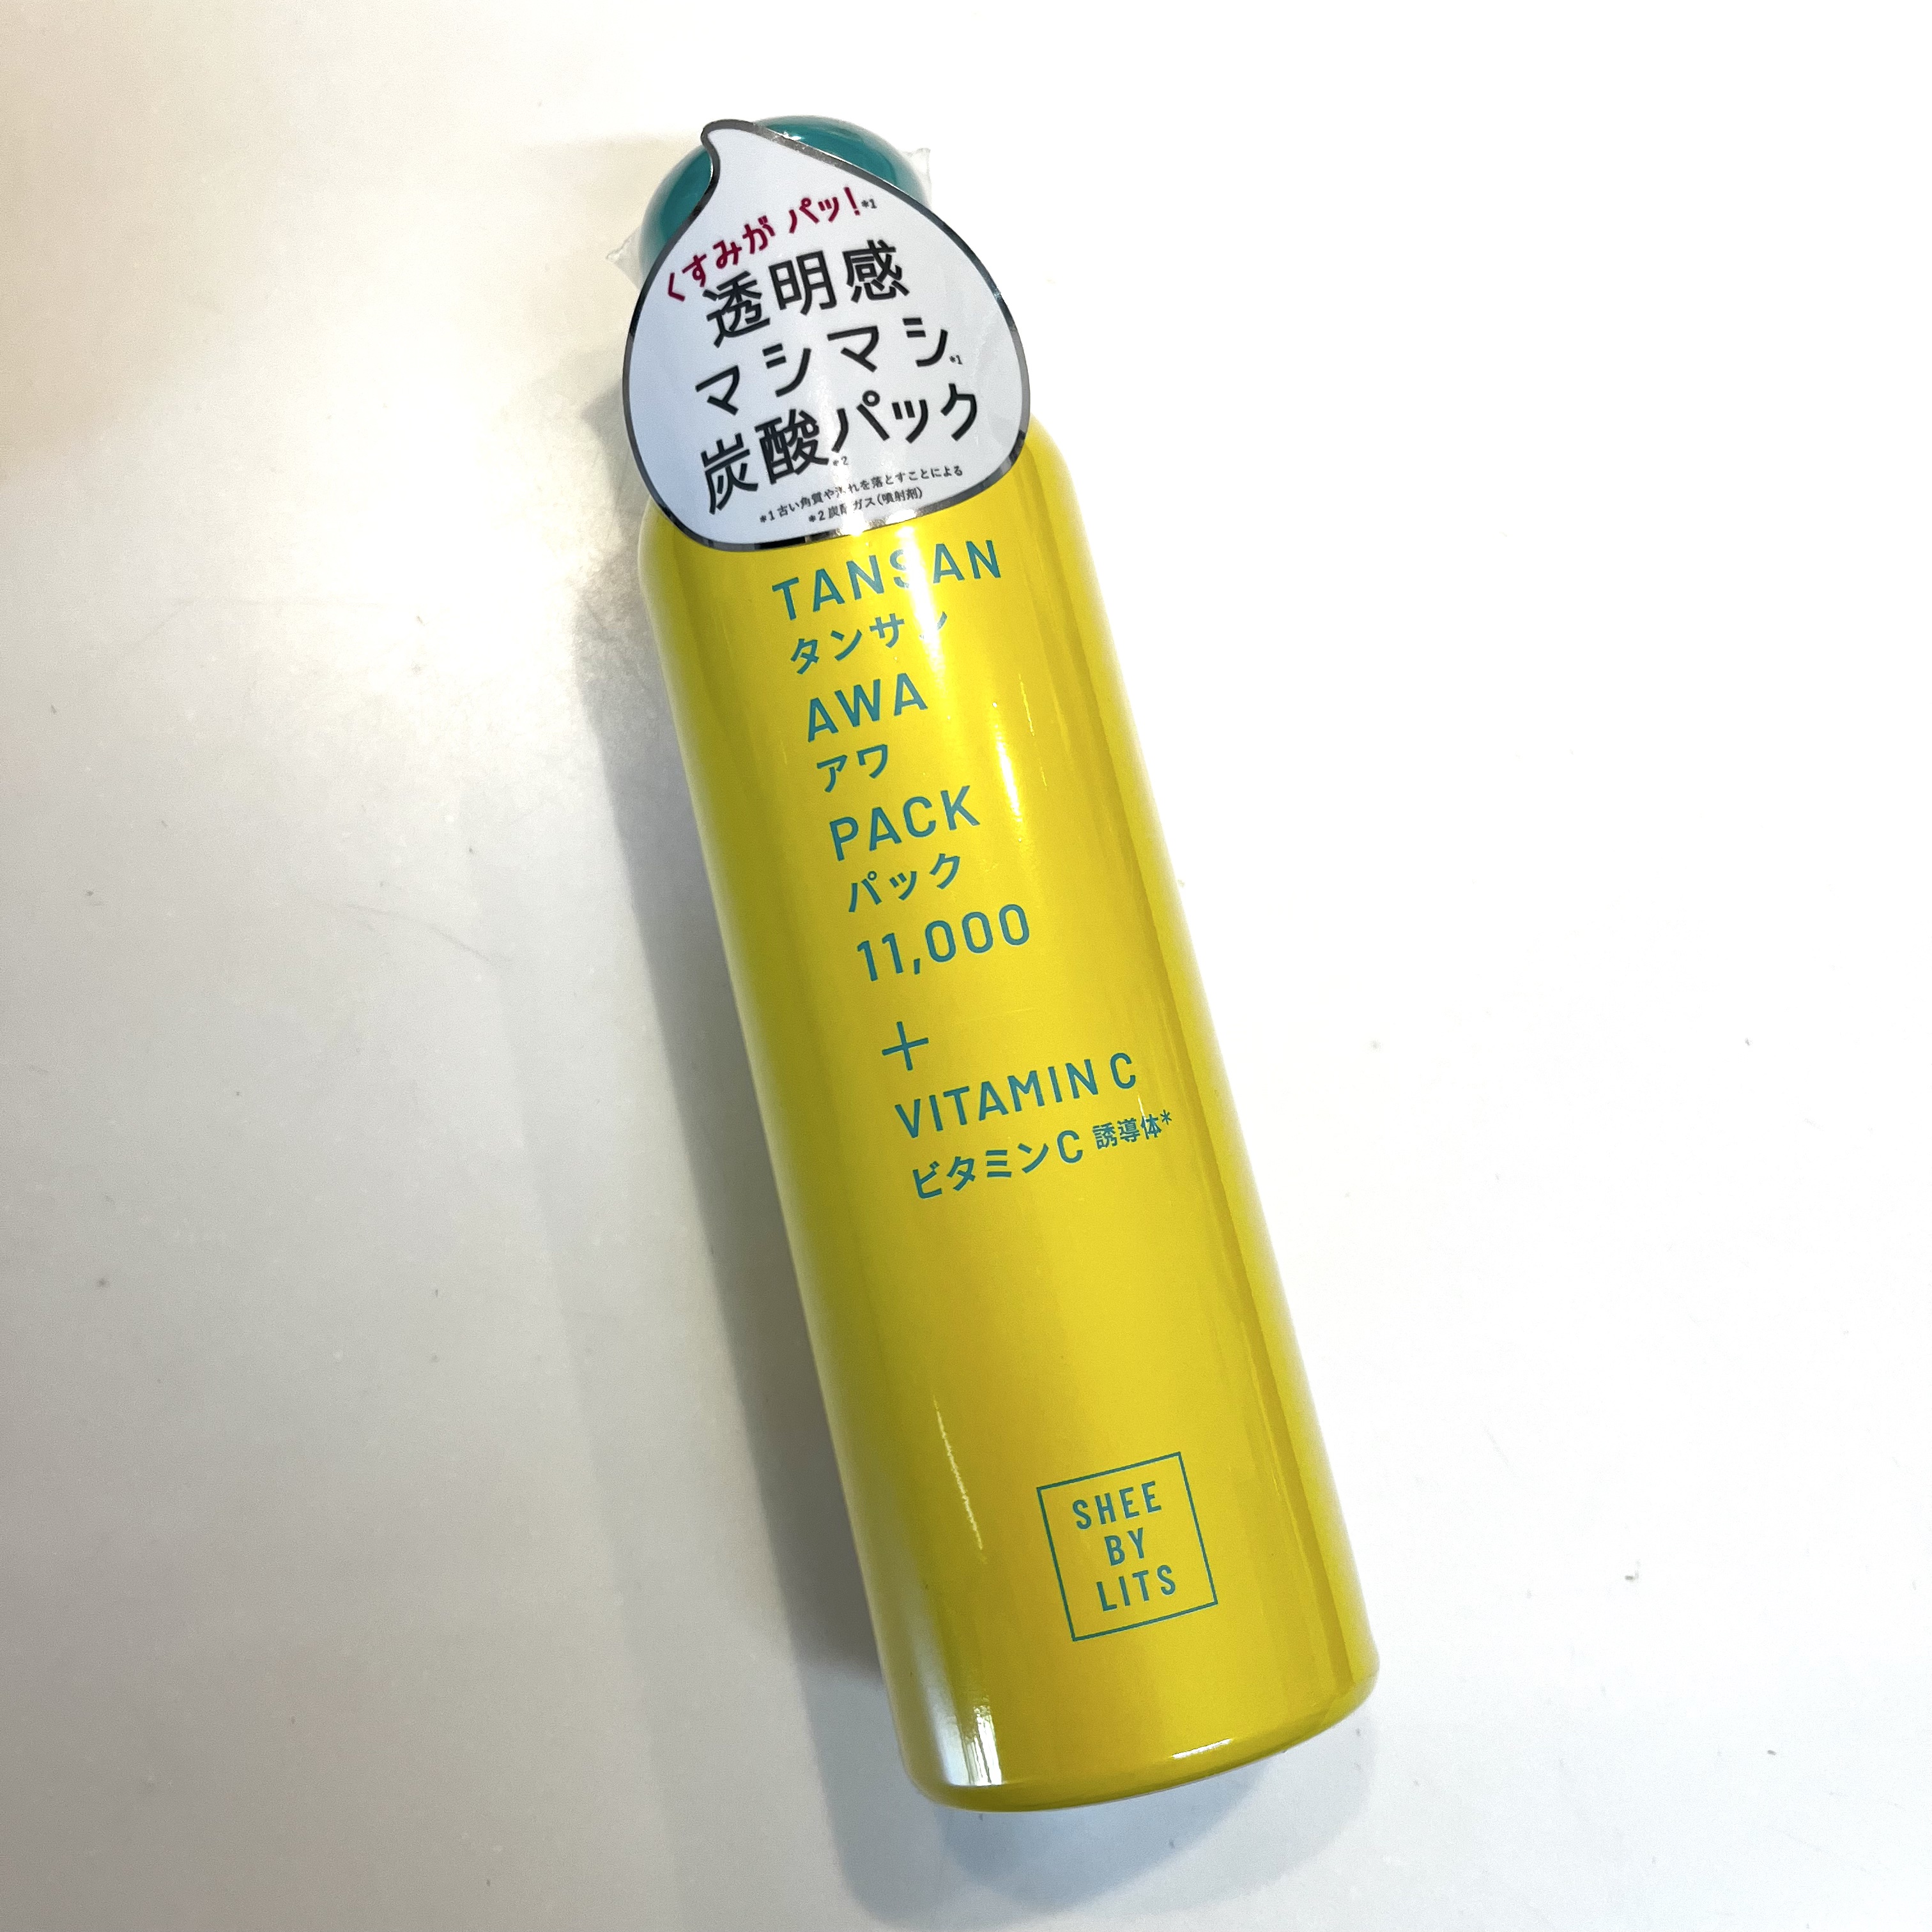 くすみが パッ!*1
透明感
マシマシ*1
炭酸パック*2
*1 古い角質や汚れを落とすことによる
*2 炭酸ガス(噴射剤)
TANSAN
タンサン
AWA
アワ
PACK
パック
11,000
+
VITAMIN C
ビタミンC 誘導体*
SHEE
BY
LITS